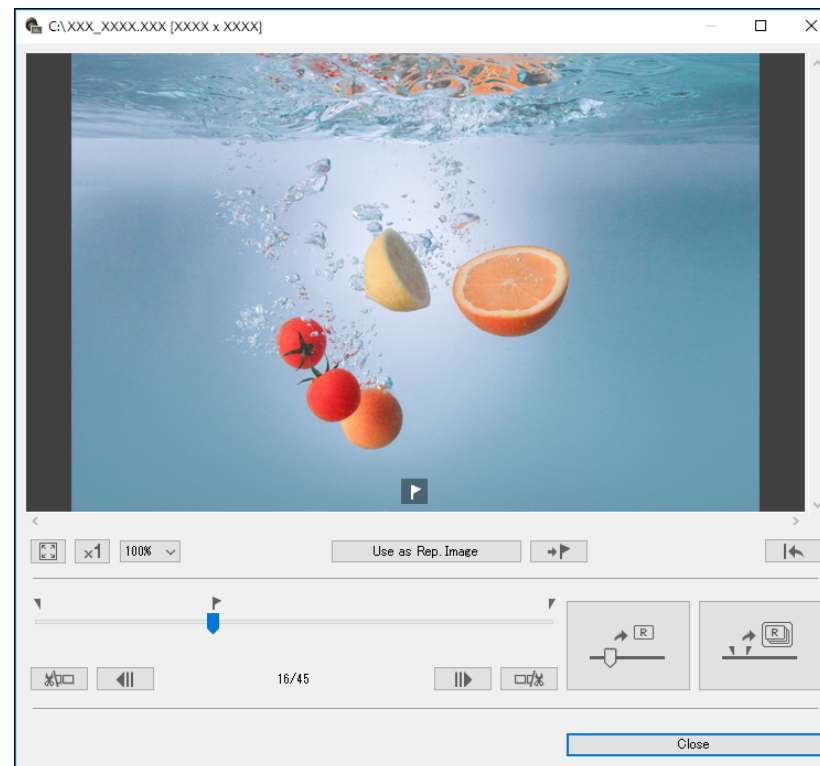 C:\XXX_XXXX.XXX [XXXX x XXXX]
x1
100%
Use as Rep. Image
R
R
16/45
Close